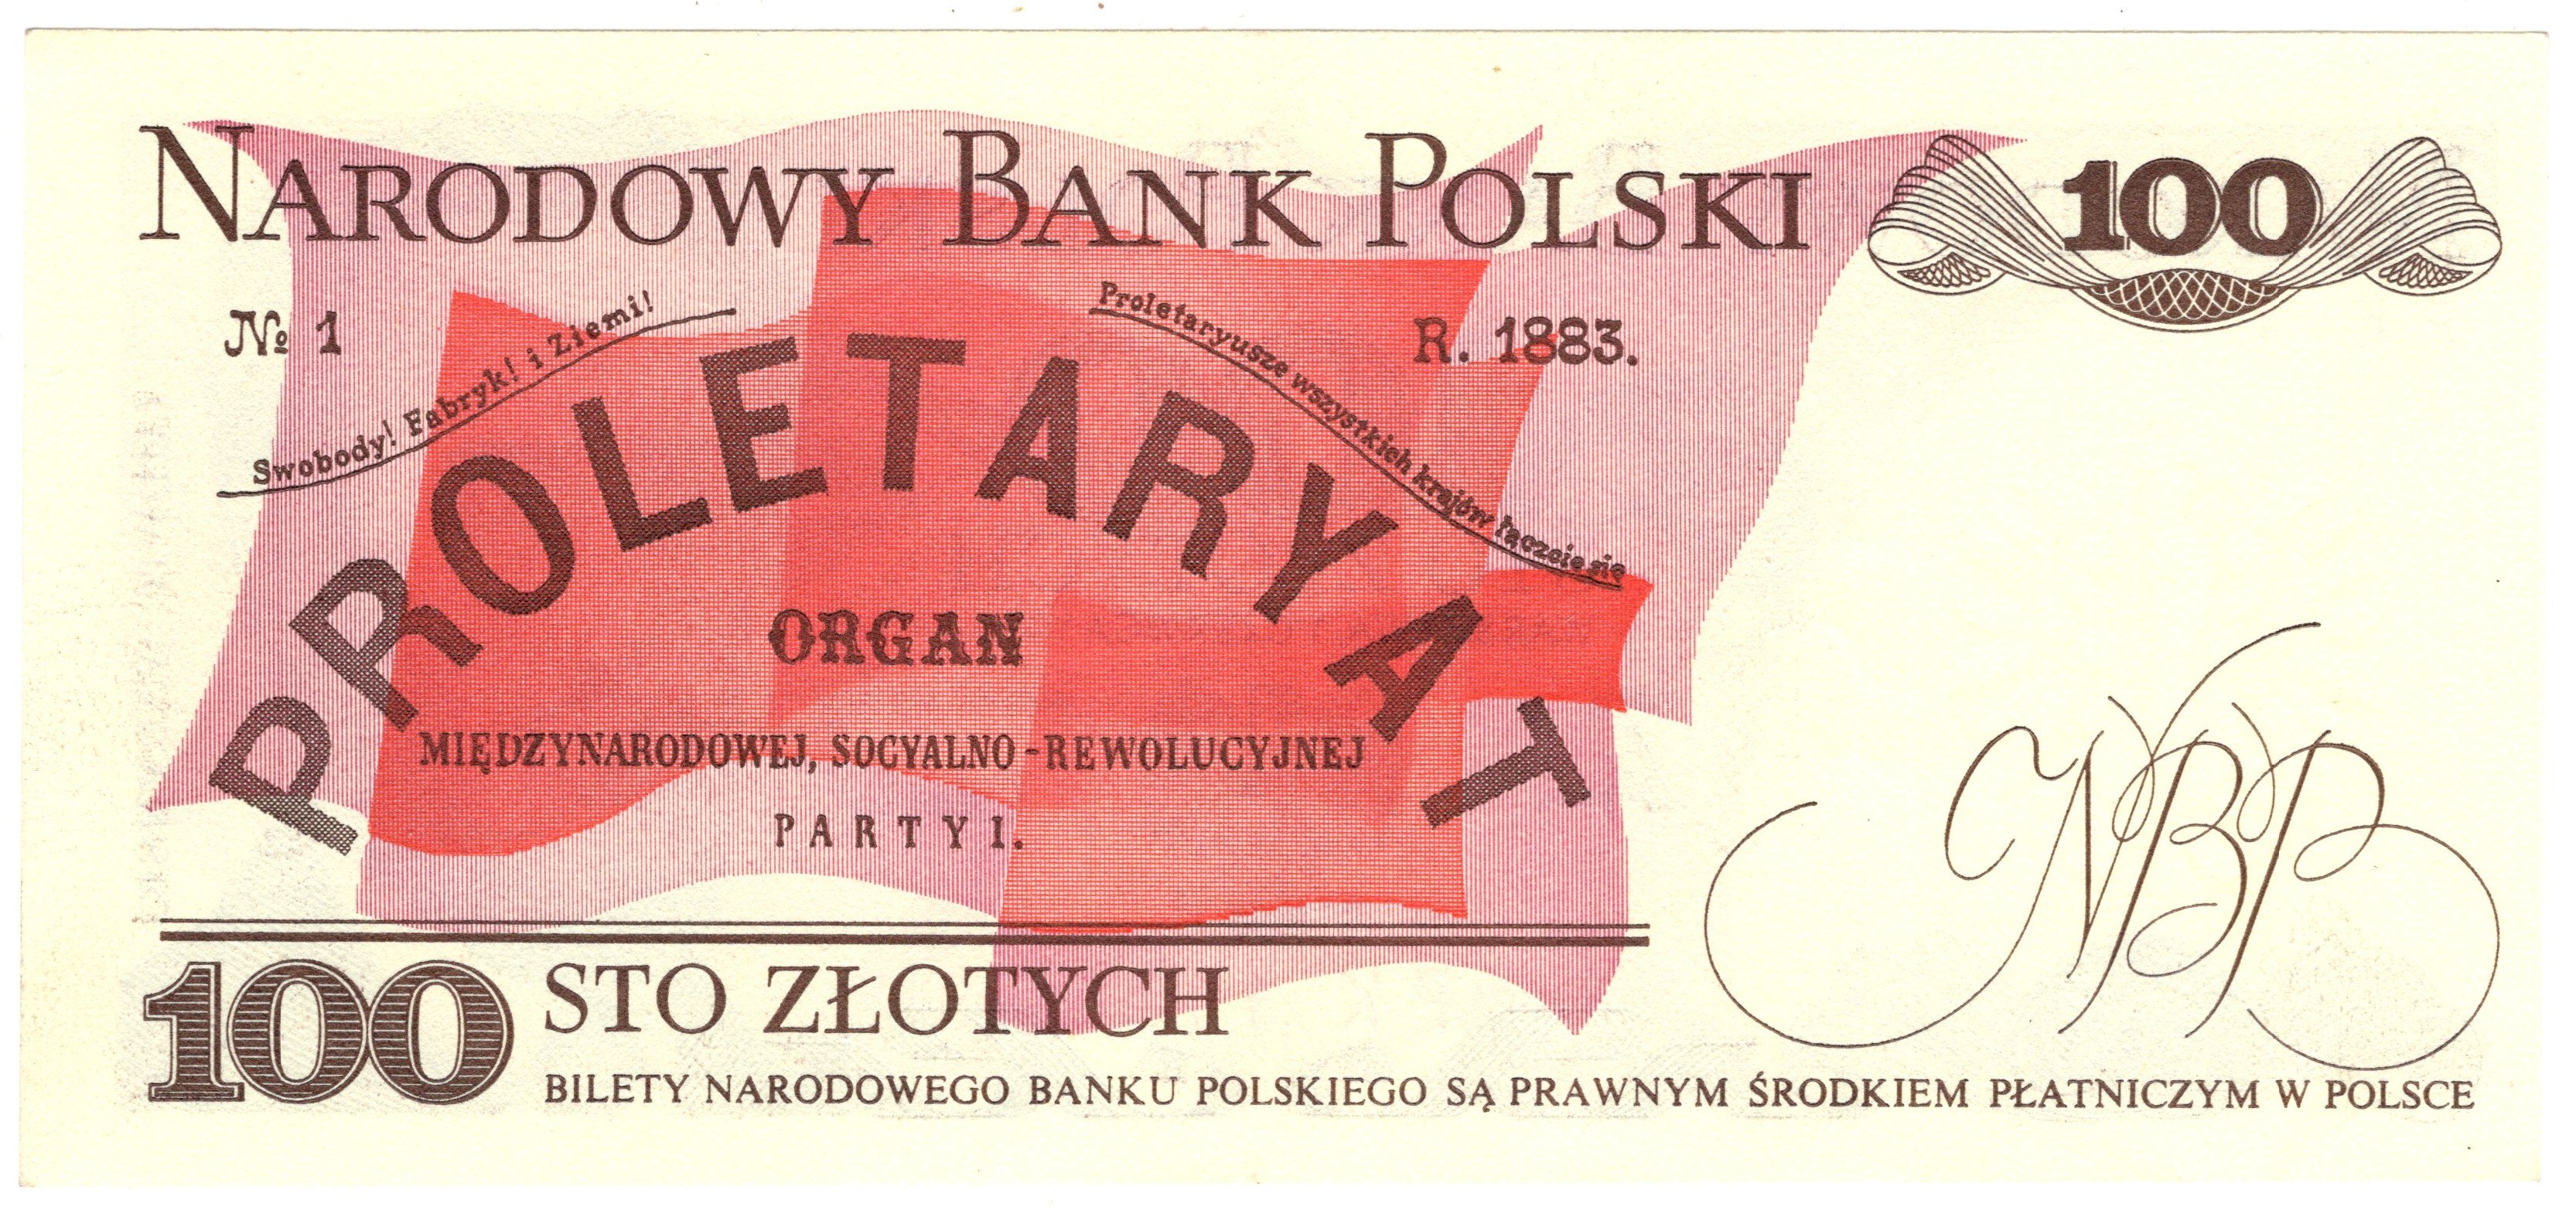 NARODOWY BANK POLSKI
100
№ 1
Swobody! Fabryk! i Ziemi!
Proletaryusze wszystkich krajów łączcie się
R. 1883.
PROLETARYAT
ORGAN
MIĘDZYNARODOWEJ, SOCYALNO-REWOLUCYJNEJ
PARTYI.
NBP
100 STO ZŁOTYCH
BILETY NARODOWEGO BANKU POLSKIEGO SĄ PRAWNYM ŚRODKIEM PŁATNICZYM W POLSCE